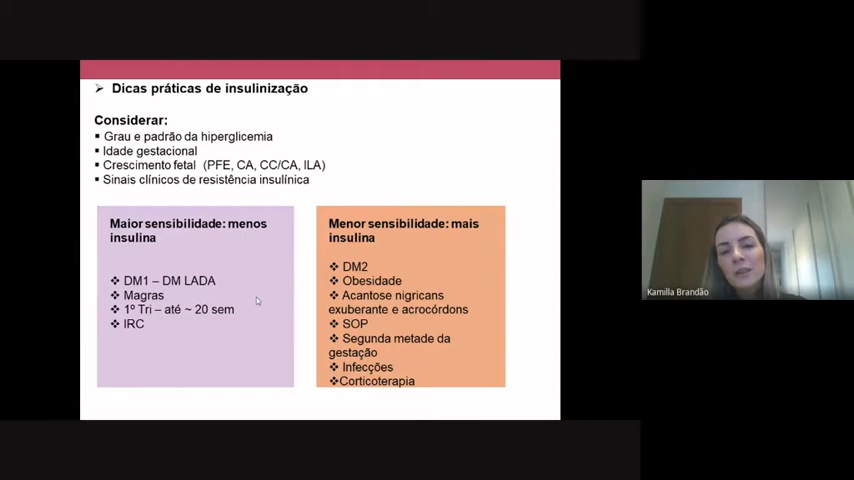 ➢ Dicas práticas de insulinização
Considerar:
▪ Grau e padrão da hiperglicemia
▪ Idade gestacional
▪ Crescimento fetal (PFE, CA, CC/CA, ILA)
▪ Sinais clínicos de resistência insulínica
Maior sensibilidade: menos
insulina
❖ DM1 – DM LADA
❖ Magras
❖ 1º Tri – até ~ 20 sem
❖ IRC
Menor sensibilidade: mais
insulina
❖ DM2
❖ Obesidade
❖ Acantose nigricans
exuberante e acrocórdons
❖ SOP
❖ Segunda metade da
gestação
❖ Infecções
❖Corticoterapia
Kamilla Brandão